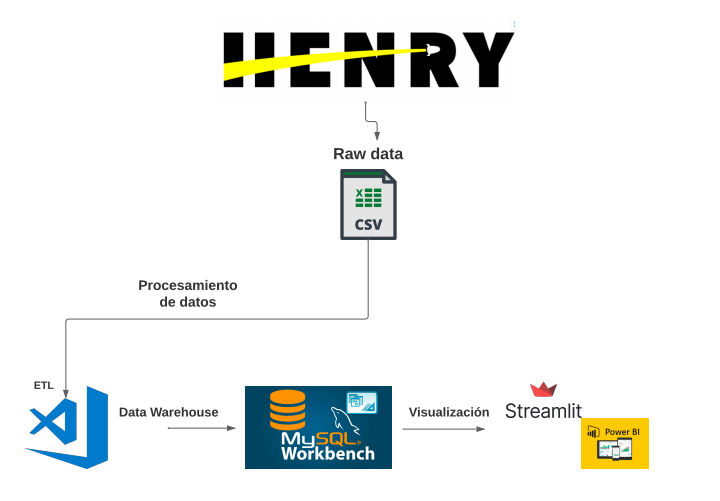 HENRY
Raw data
X
CSV
Procesamiento
de datos
ETL
Data Warehouse
MySQL®
Workbench
Visualización
Streamlit
Power BI